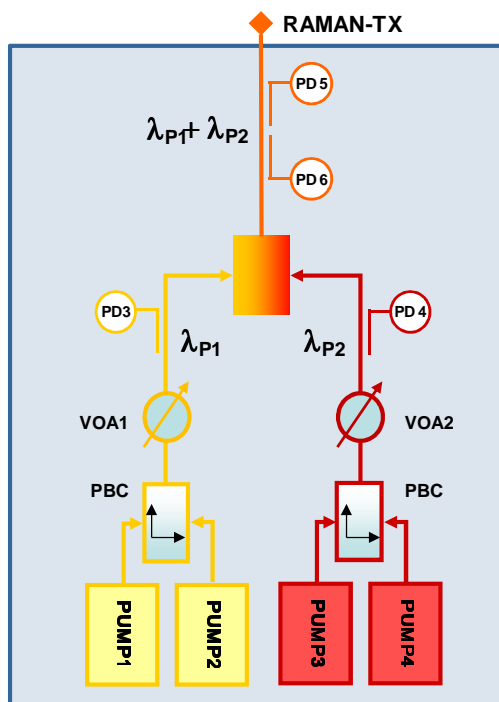 RAMAN-TX
PD5
λP1+ λP2
PD6
PD3
PD4
λP1
λP2
VOA1
VOA2
PBC
PBC
PUMP1
PUMP2
PUMP3
PUMP4